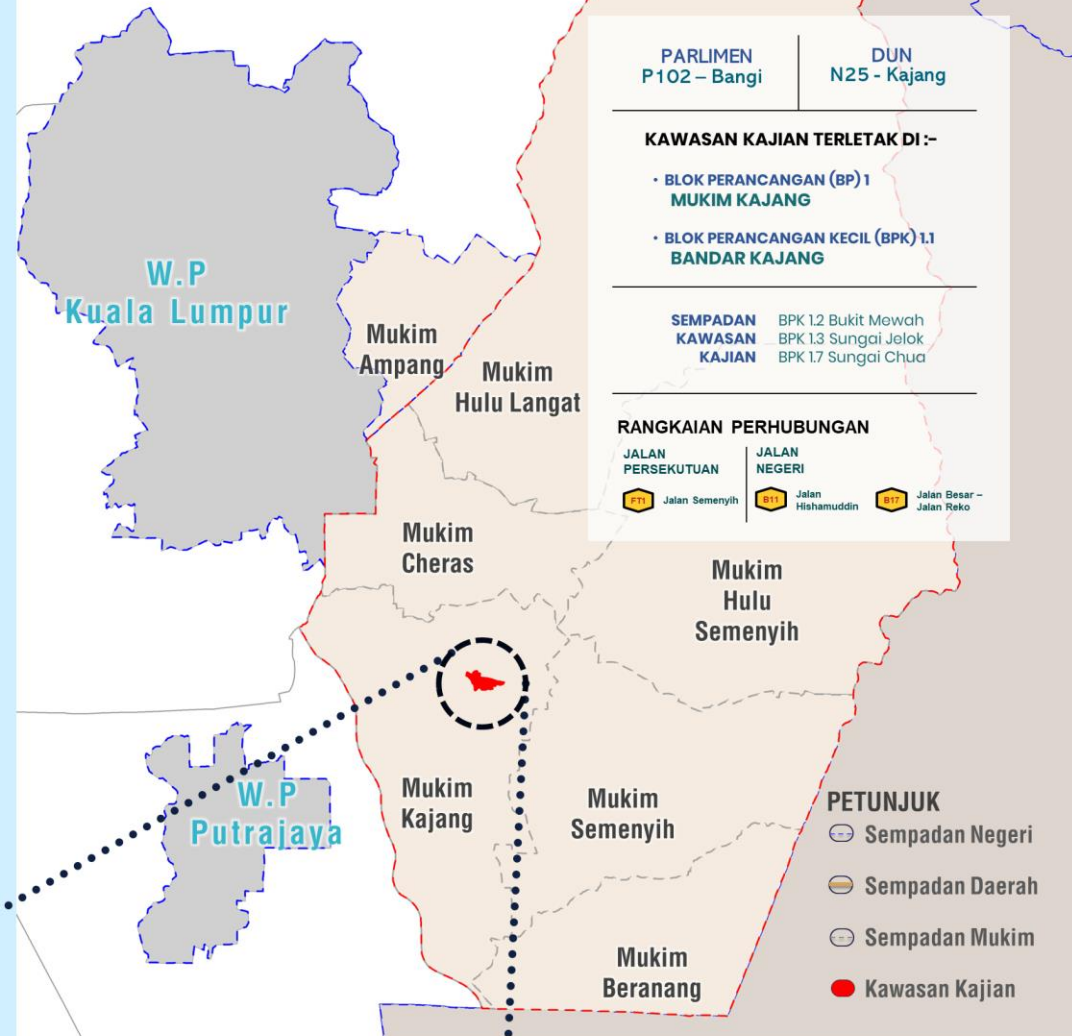 PARLIMEN
P102 – Bangi
DUN
N25 - Kajang
KAWASAN KAJIAN TERLETAK DI :-
• BLOK PERANCANGAN (BP) 1
MUKIM KAJANG
• BLOK PERANCANGAN KECIL (BPK) 1.1
BANDAR KAJANG
SEMPADAN
KAWASAN
KAJIAN
BPK 1.2 Bukit Mewah
BPK 1.3 Sungai Jelok
BPK 1.7 Sungai Chua
RANGKAIAN PERHUBUNGAN
JALAN
PERSEKUTUAN
FT1
Jalan Semenyih
JALAN
NEGERI
B11
Jalan
Hishamuddin
B17
Jalan Besar –
Jalan Reko
W.P
Kuala Lumpur
Mukim
Ampang
Mukim
Hulu Langat
Mukim
Cheras
Mukim
Hulu
Semenyih
W.P
Putrajaya
Mukim
Kajang
Mukim
Semenyih
Mukim
Beranang
PETUNJUK
Sempadan Negeri
Sempadan Daerah
Sempadan Mukim
Kawasan Kajian